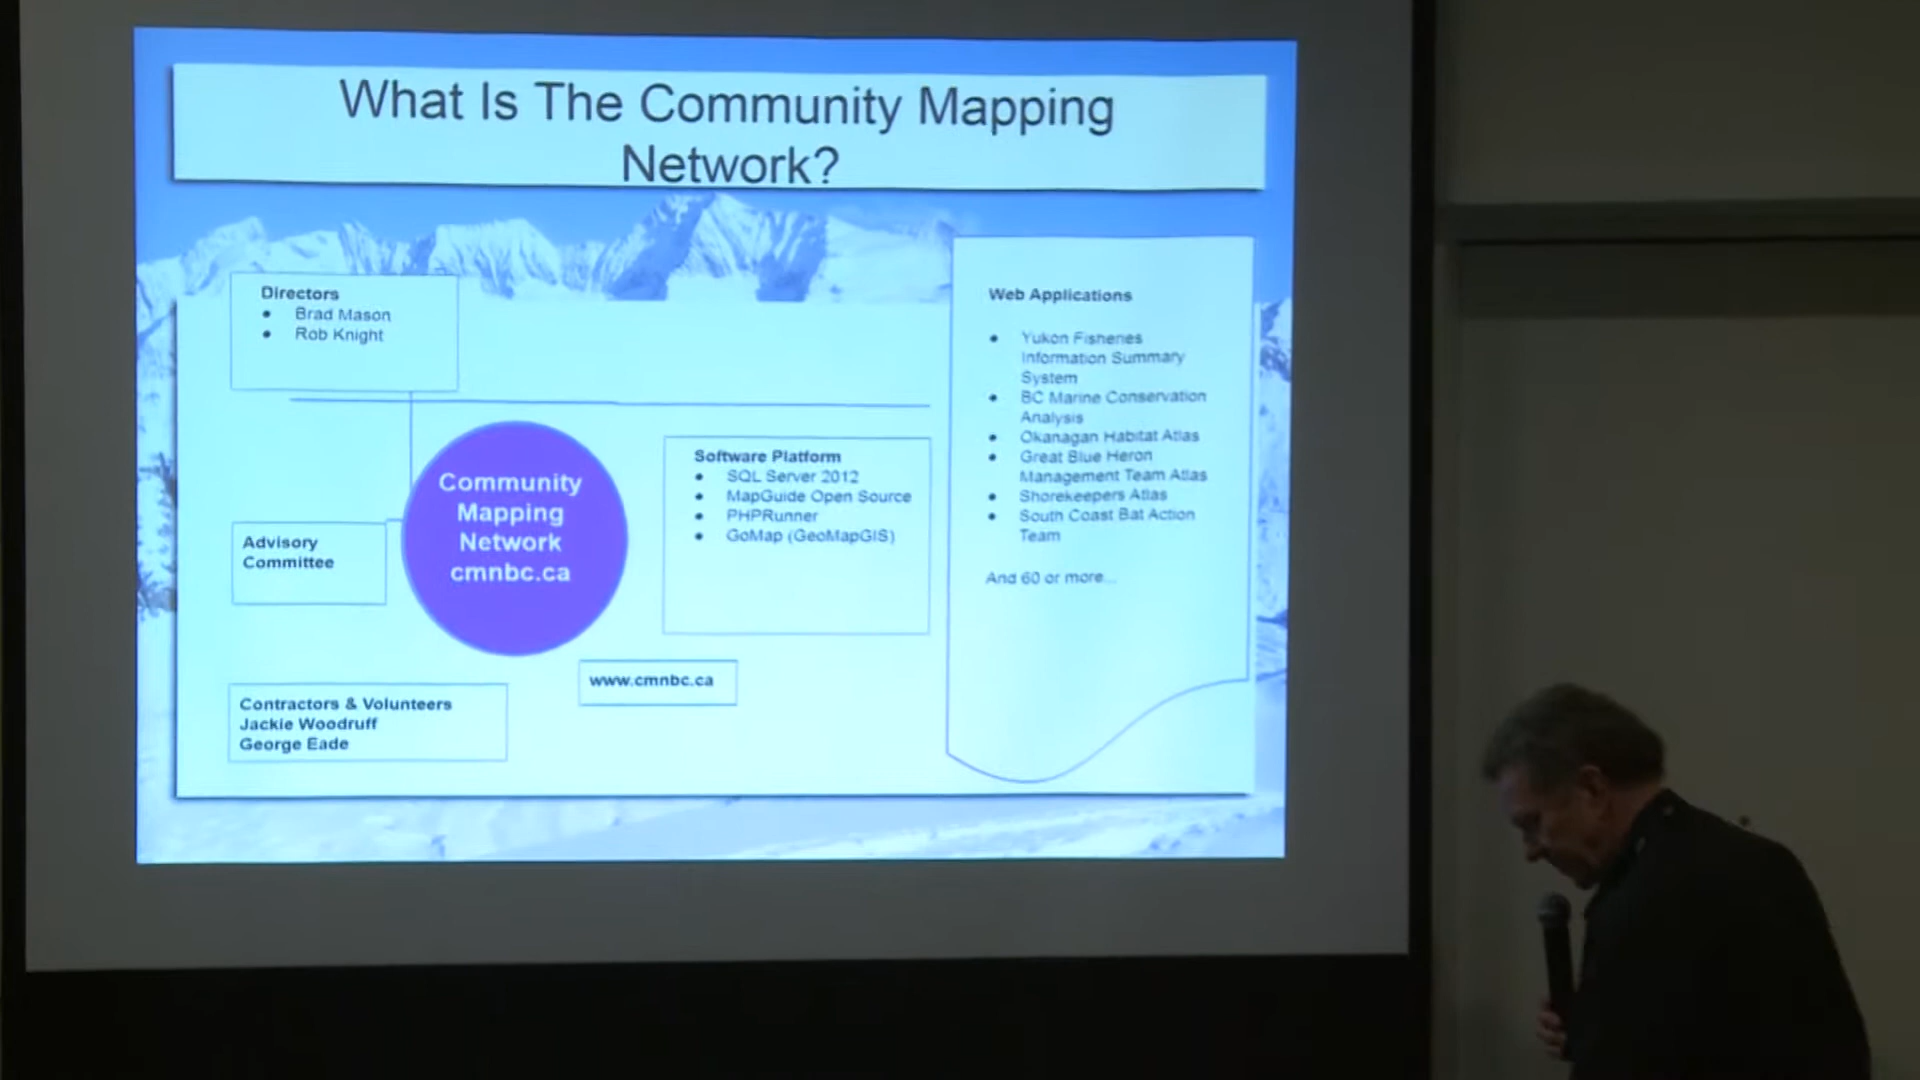 What Is The Community Mapping
Network?
Directors
• Brad Mason
• Rob Knight
Community
Mapping
Network
cmnbc.ca
Advisory
Committee
Contractors & Volunteers
Jackie Woodruff
George Eade
Software Platform
• SQL Server 2012
• MapGuide Open Source
• PHPRunner
• GoMap (GeoMapGIS)
www.cmnbc.ca
Web Applications
• Yukon Fisheries
Information Summary
System
• BC Marine Conservation
Analysis
• Okanagan Habitat Atlas
• Great Blue Heron
Management Team Atlas
• Shorekeepers Atlas
• South Coast Bat Action
Team
And 60 or more...